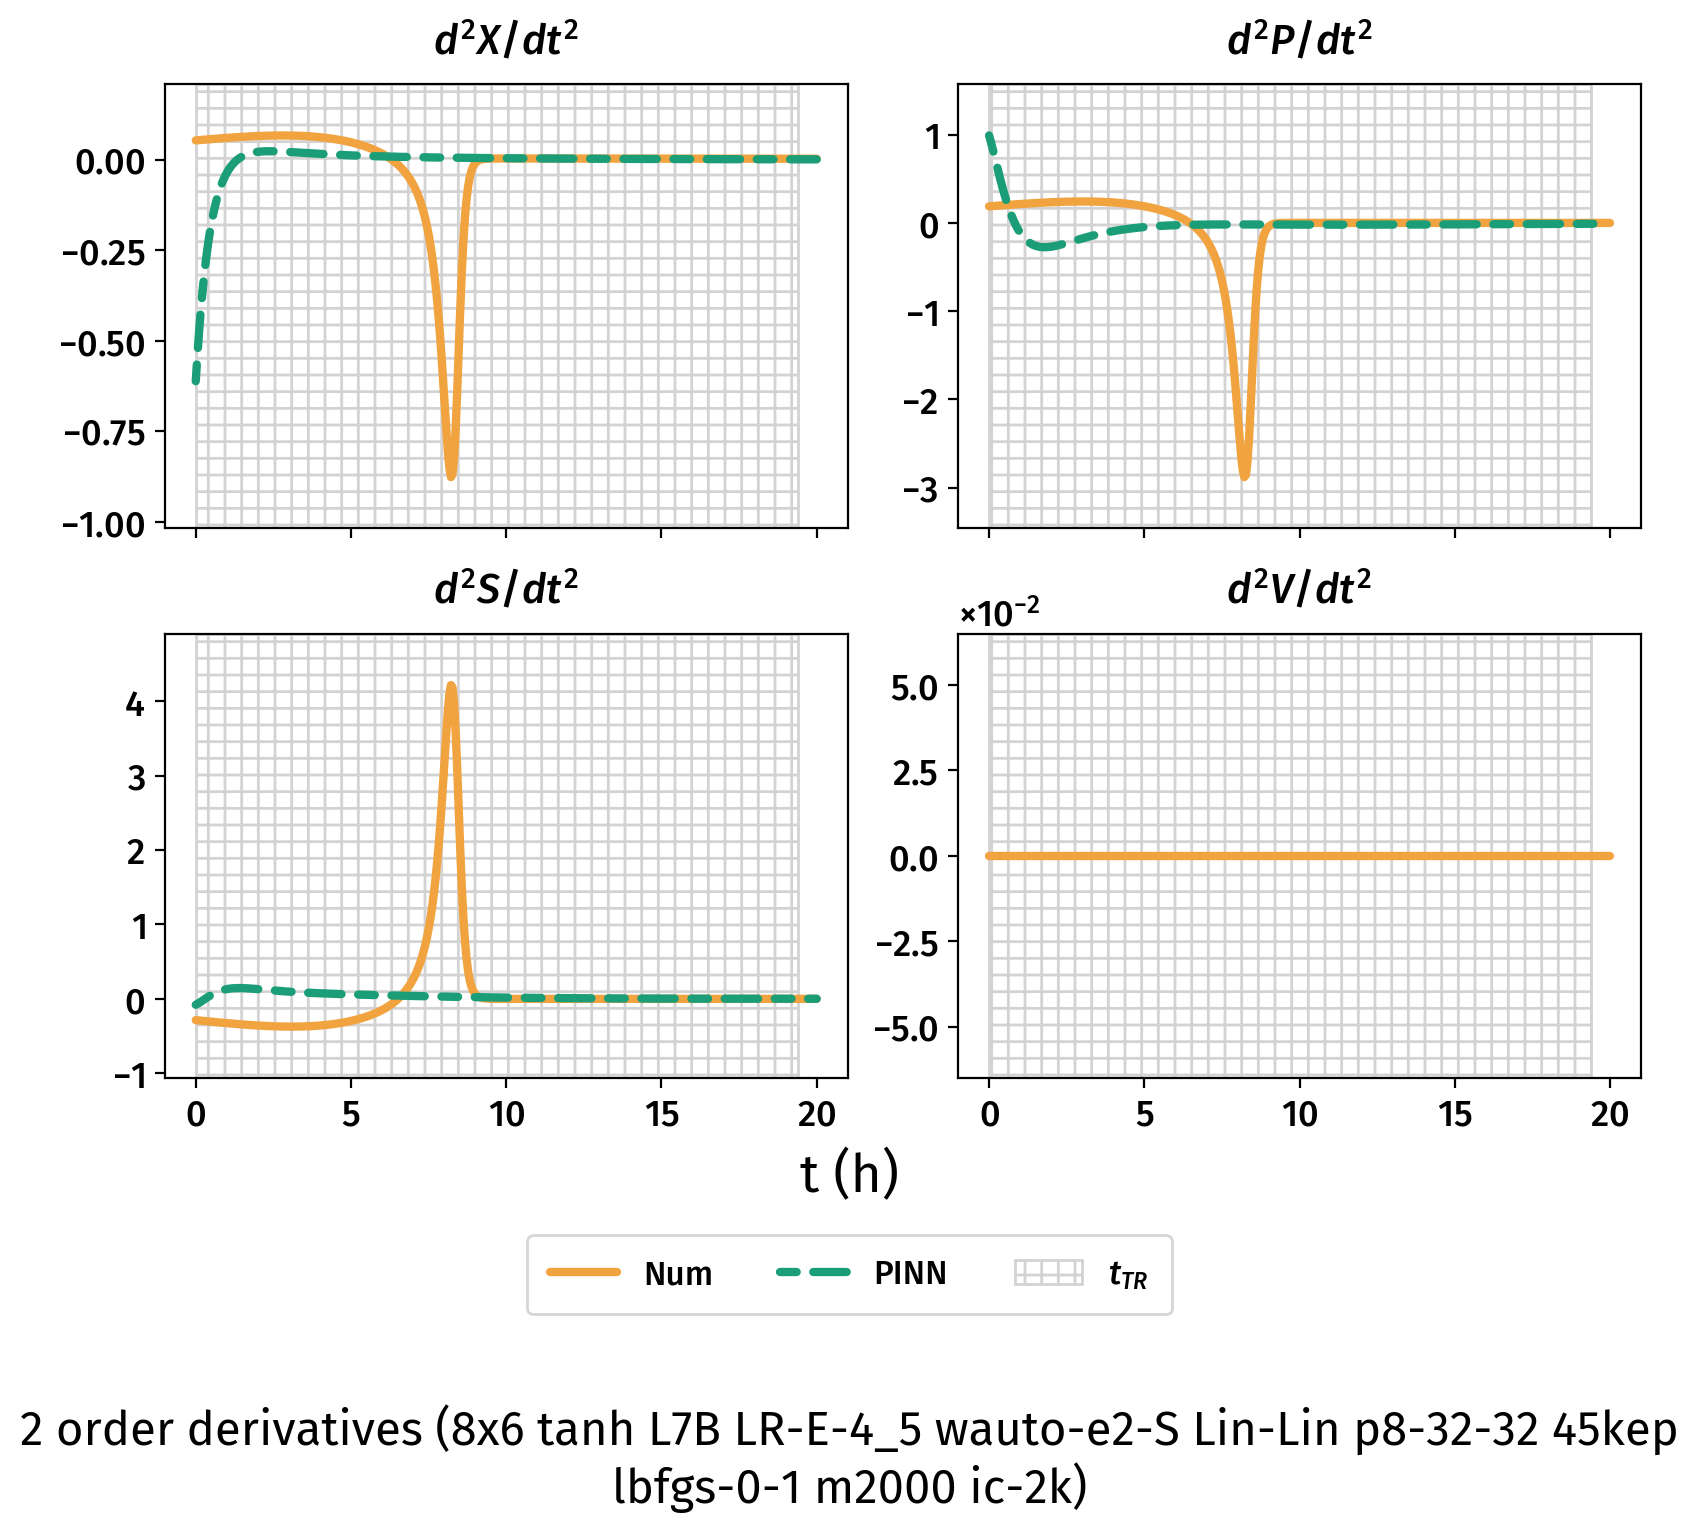 d²X/dt²
d²P/dt²
0.00
−0.25
−0.50
−0.75
−1.00
1
0
−1
−2
−3
d²S/dt²
d²V/dt²
×10⁻²
4
3
2
1
0
−1
5.0
2.5
0.0
−2.5
−5.0
0 5 10 15 20
0 5 10 15 20
t (h)
Num PINN t_TR
2 order derivatives (8x6 tanh L7B LR-E-4_5 wauto-e2-S Lin-Lin p8-32-32 45kep
lbfgs-0-1 m2000 ic-2k)